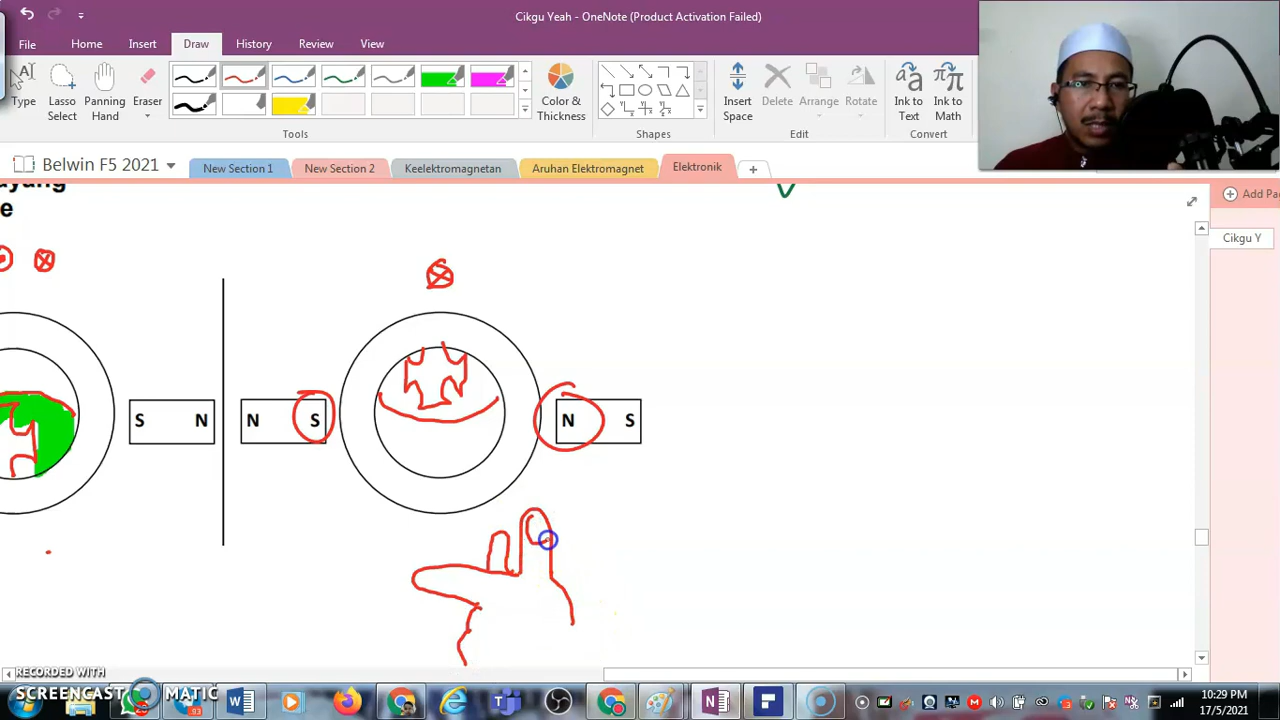 Cikgu Yeah - OneNote (Product Activation Failed)
File Home Insert Draw History Review View
Type
Lasso Select
Panning Hand
Eraser
Color & Thickness
Insert Space
Delete
Arrange
Rotate
Ink to Text
Ink to Math
Tools Shapes Edit Convert
Belwin F5 2021 New Section 1 New Section 2 Keelektromagnetan Aruhan Elektromagnet Elektronik
Add Pa
Cikgu Y
e
S N N S N S
RECORDED WITH
SCREENCAST MATIC
10:29 PM
17/5/2021